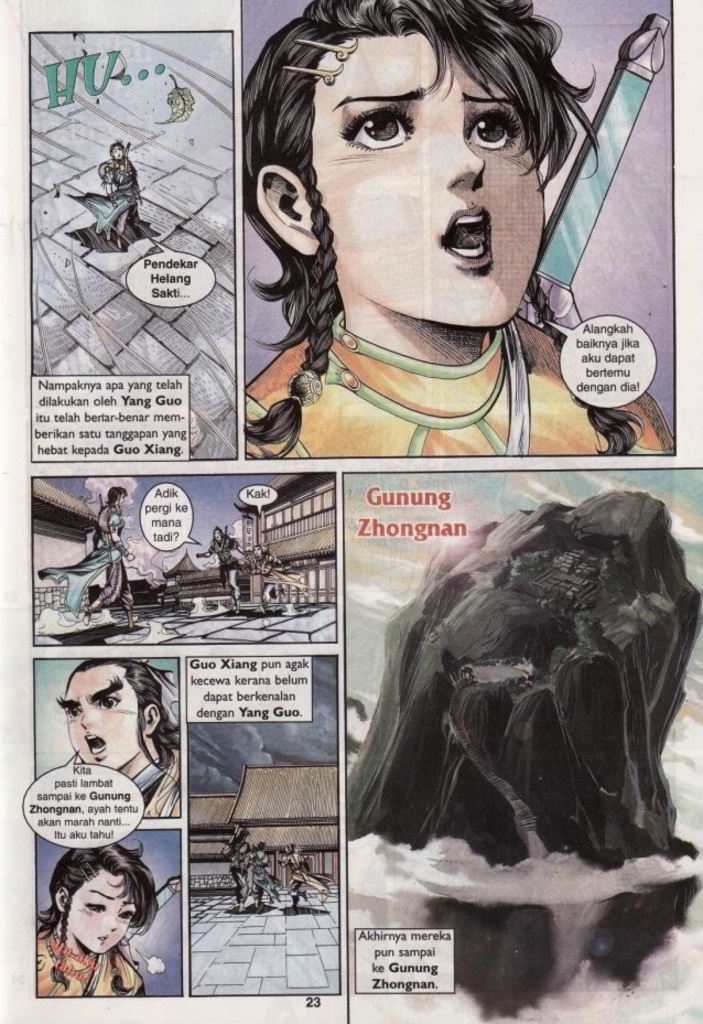 HU...
Pendekar
Helang
Sakti...
Nampaknya apa yang telah
dilakukan oleh Yang Guo
itu telah bertar-benar mem-
berikan satu tanggapan yang
hebat kepada Guo Xiang.
Alangkah
baiknya jika
aku dapat
bertemu
dengan dia!
Adik
pergi ke
mana
tadi?
Kak!
Gunung
Zhongnan
Kita
pasti lambat
sampai ke Gunung
Zhongnan, ayah tentu
akan marah nanti...
Itu aku tahu!
Guo Xiang pun agak
kecewa kerana belum
dapat berkenalan
dengan Yang Guo.
Akhirnya mereka
pun sampai
ke Gunung
Zhongnan.
23